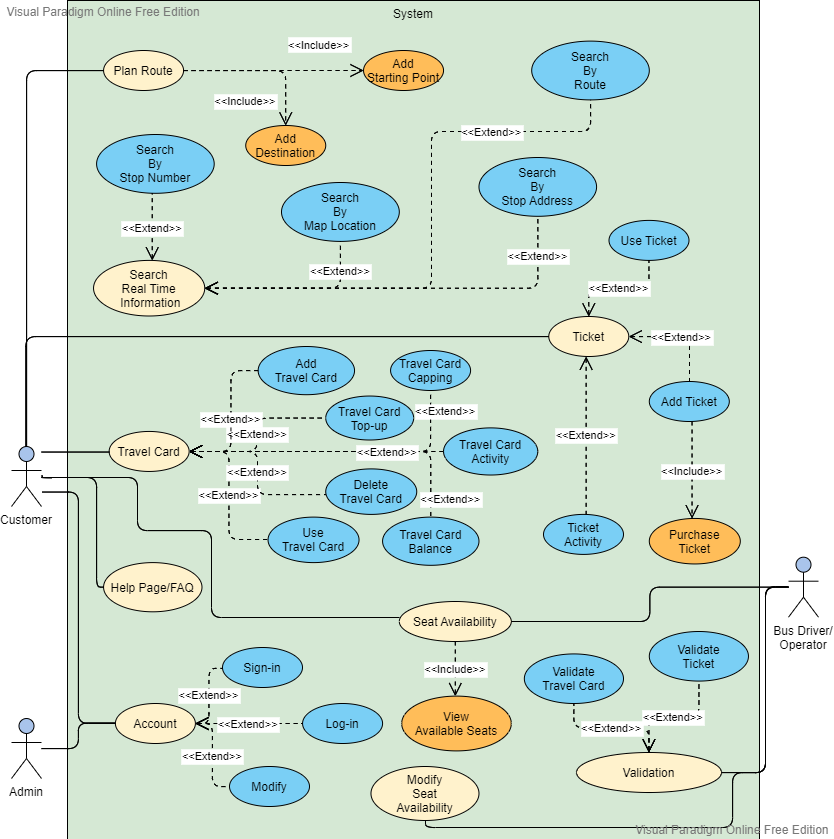 Visual Paradigm Online Free Edition
System
<<Include>>
Plan Route
Add
Starting Point
Search
By
Route
<<Include>>
Add
Destination
<<Extend>>
Search
By
Stop Number
Search
By
Map Location
Search
By
Stop Address
<<Extend>>
Use Ticket
<<Extend>>
<<Extend>>
Search
Real Time
Information
<<Extend>>
Ticket
<<Extend>>
Add
Travel Card
Travel Card
Capping
Add Ticket
<<Extend>>
Travel Card
Top-up
<<Extend>>
<<Extend>>
<<Extend>>
Travel Card
<<Extend>>
Travel Card
Activity
<<Extend>>
<<Include>>
Delete
Travel Card
<<Extend>>
<<Extend>>
Customer
Use
Travel Card
Travel Card
Balance
Ticket
Activity
Purchase
Ticket
Help Page/FAQ
Seat Availability
Bus Driver/
Operator
Sign-in
<<Include>>
Validate
Travel Card
Validate
Ticket
<<Extend>>
Account
<<Extend>>
Log-in
View
Available Seats
<<Extend>>
<<Extend>>
<<Extend>>
Admin
Modify
Modify
Seat
Availability
Validation
Visual Paradigm Online Free Edition